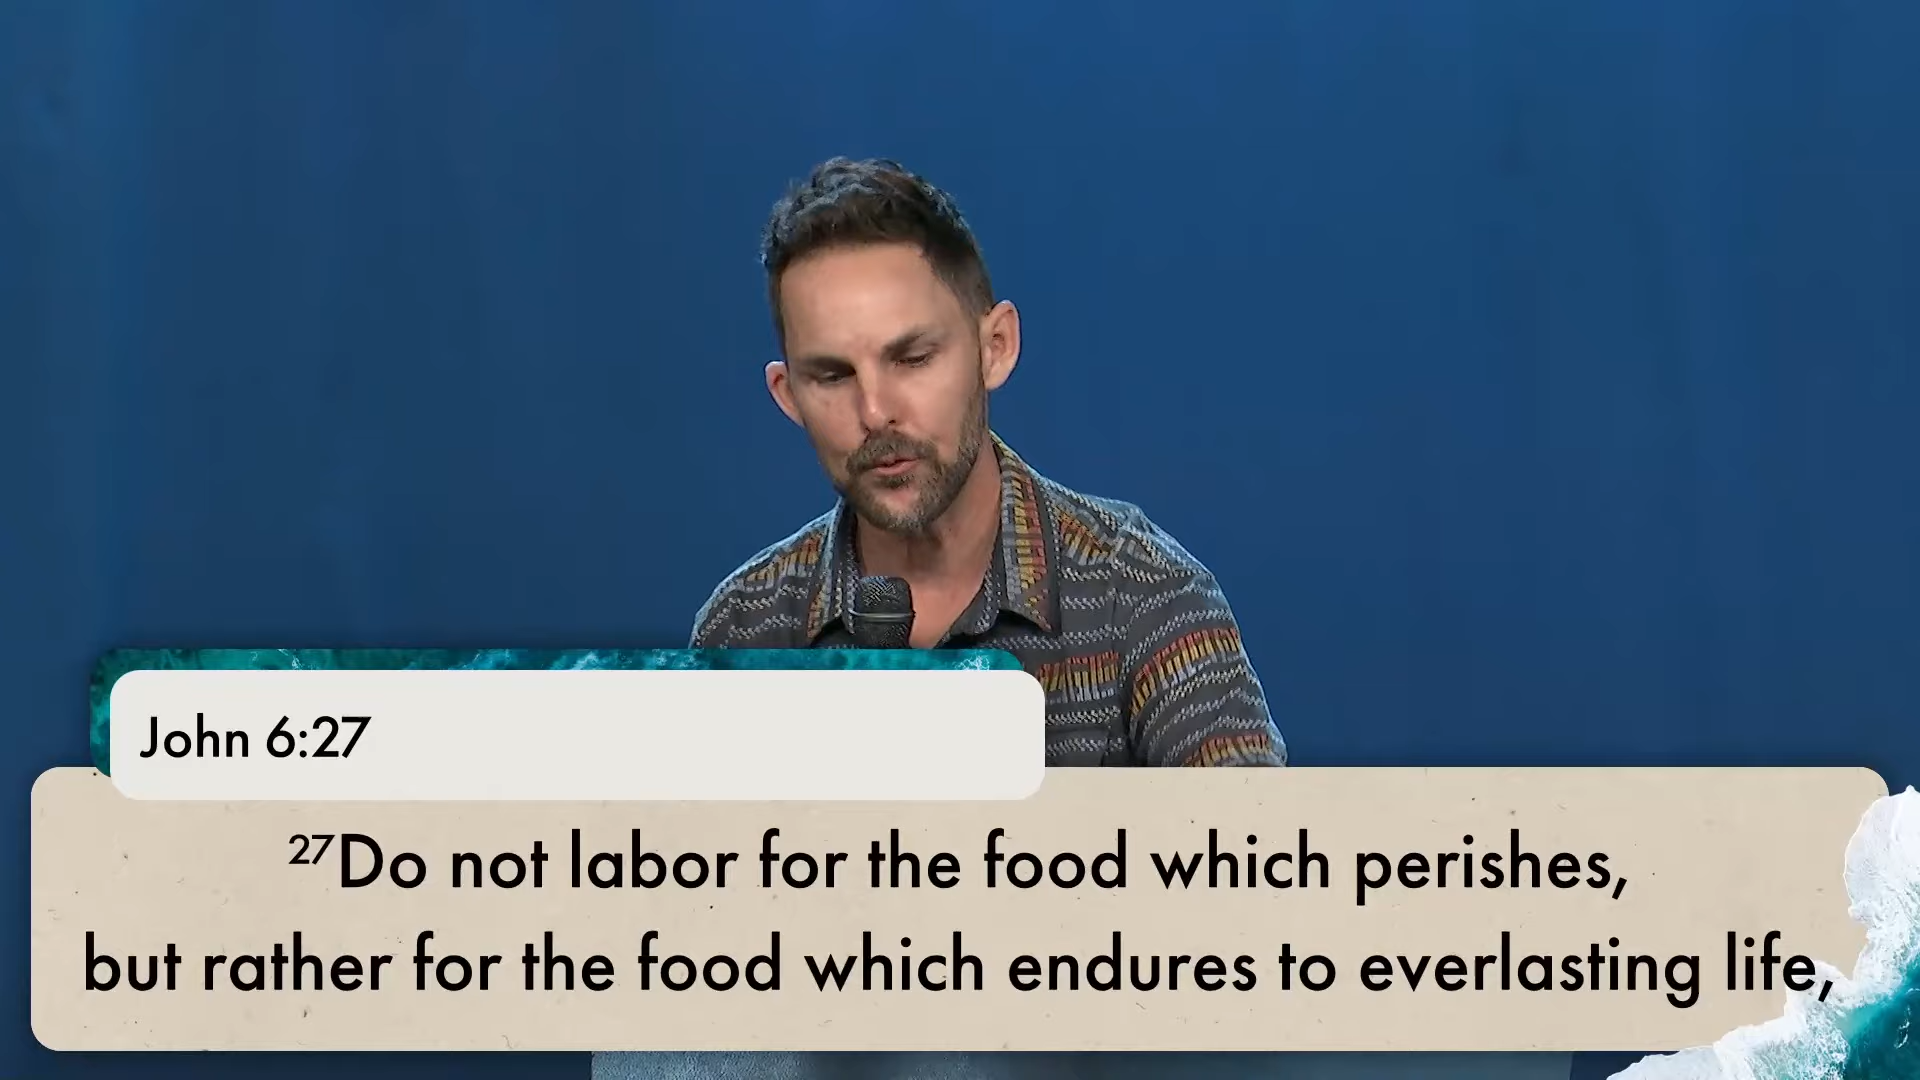 John 6:27
27Do not labor for the food which perishes,
but rather for the food which endures to everlasting life,